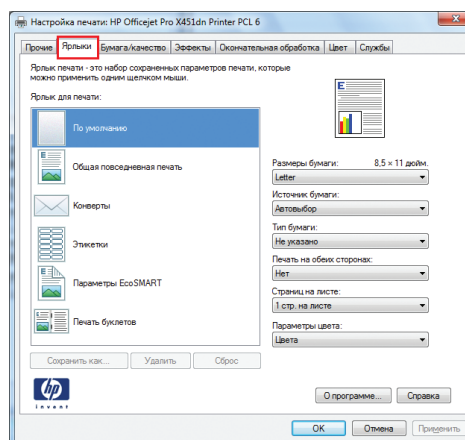 Настройка печати: HP Officejet Pro X451dn Printer PCL 6
Прочие Ярлыки Бумага/качество Эффекты Окончательная обработка Цвет Службы
Ярлык печати - это набор сохраненных параметров печати, которые
можно применить одним щелчком мыши.
Ярлык для печати:
По умолчанию
Общая повседневная печать
Конверты
Этикетки
Параметры EcoSMART
Печать буклетов
Сохранить как... Удалить Сброс
E
Размеры бумаги: 8,5 × 11 дюйм.
Letter
Источник бумаги:
Автовыбор
Тип бумаги:
Не указано
Печать на обеих сторонах:
Нет
Страниц на листе:
1 стр. на листе
Параметры цвета:
Цвета
hp
invent
О программе... Справка
OK Отмена Применить